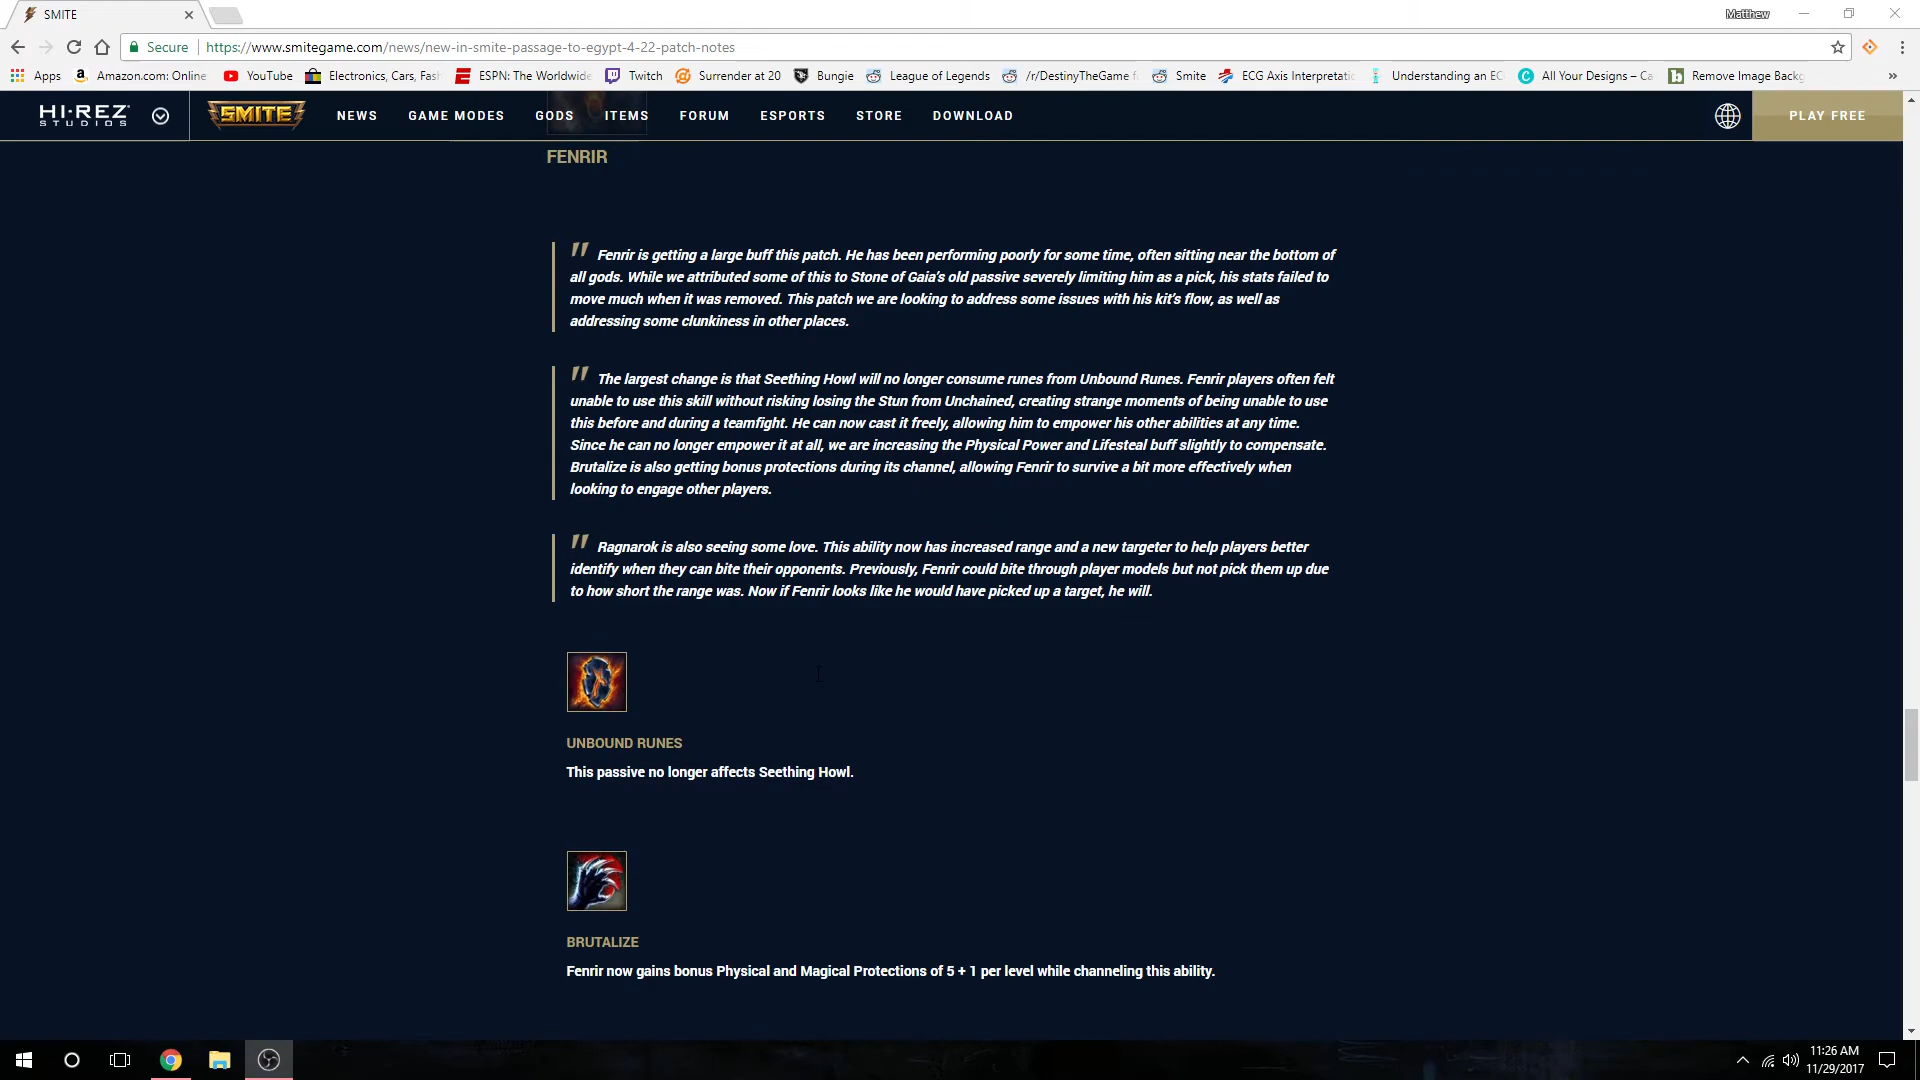 SMITE
Matthew
Secure
https://www.smitegame.com/news/new-in-smite-passage-to-egypt-4-22-patch-notes
Apps
Amazon.com: Online
YouTube
Electronics, Cars, Fash
ESPN: The Worldwide
Twitch
Surrender at 20
Bungie
League of Legends
/r/DestinyTheGame
Smite
ECG Axis Interpretati
Understanding an EC
All Your Designs – Ca
Remove Image Backg
HI-REZ
STUDIOS
SMITE
NEWS
GAME MODES
GODS
ITEMS
FORUM
ESPORTS
STORE
DOWNLOAD
PLAY FREE
FENRIR
" Fenrir is getting a large buff this patch. He has been performing poorly for some time, often sitting near the bottom of
all gods. While we attributed some of this to Stone of Gaia's old passive severely limiting him as a pick, his stats failed to
move much when it was removed. This patch we are looking to address some issues with his kit's flow, as well as
addressing some clunkiness in other places.
" The largest change is that Seething Howl will no longer consume runes from Unbound Runes. Fenrir players often felt
unable to use this skill without risking losing the Stun from Unchained, creating strange moments of being unable to use
this before and during a teamfight. He can now cast it freely, allowing him to empower his other abilities at any time.
Since he can no longer empower it at all, we are increasing the Physical Power and Lifesteal buff slightly to compensate.
Brutalize is also getting bonus protections during its channel, allowing Fenrir to survive a bit more effectively when
looking to engage other players.
" Ragnarok is also seeing some love. This ability now has increased range and a new targeter to help players better
identify when they can bite their opponents. Previously, Fenrir could bite through player models but not pick them up due
to how short the range was. Now if Fenrir looks like he would have picked up a target, he will.
UNBOUND RUNES
This passive no longer affects Seething Howl.
BRUTALIZE
Fenrir now gains bonus Physical and Magical Protections of 5 + 1 per level while channeling this ability.
11:26 AM
11/29/2017